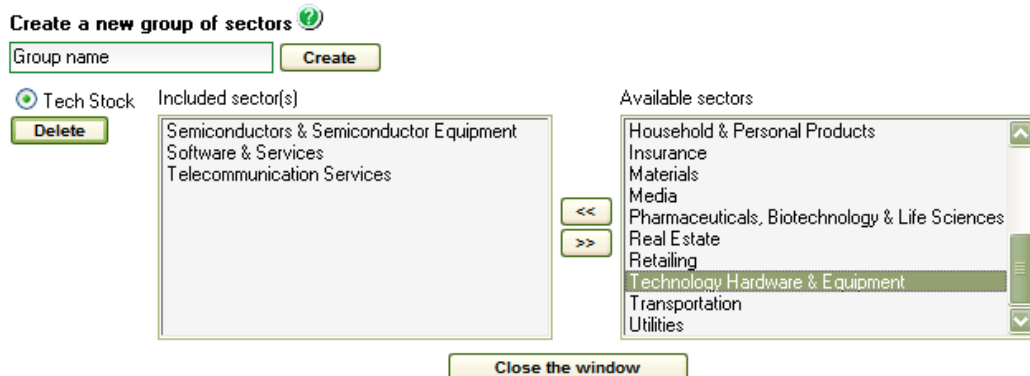 Create a new group of sectors ?
Group name
Create
Tech Stock
Delete
Included sector(s)
Semiconductors & Semiconductor Equipment
Software & Services
Telecommunication Services
<<
>>
Available sectors
Household & Personal Products
Insurance
Materials
Media
Pharmaceuticals, Biotechnology & Life Sciences
Real Estate
Retailing
Technology Hardware & Equipment
Transportation
Utilities
Close the window